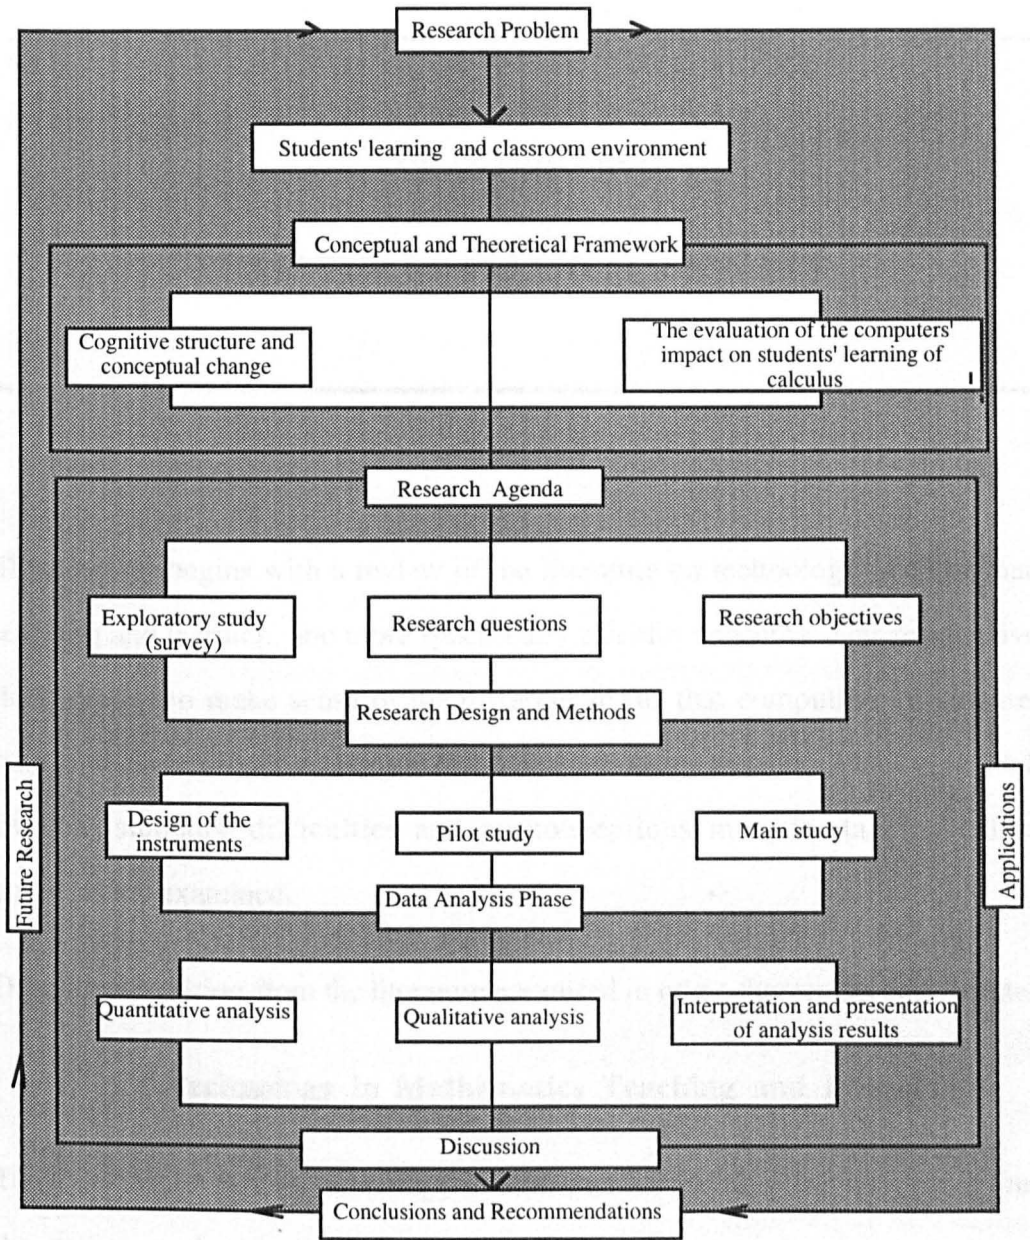 Research Problem
Students' learning and classroom environment
Conceptual and Theoretical Framework
Cognitive structure and
conceptual change
The evaluation of the computers'
impact on students' learning of
calculus
Research Agenda
Exploratory study
(survey)
Research questions
Research objectives
Research Design and Methods
Future Research
Applications
Design of the
instruments
Pilot study
Main study
Data Analysis Phase
Quantitative analysis
Qualitative analysis
Interpretation and presentation
of analysis results
Discussion
Conclusions and Recommendations